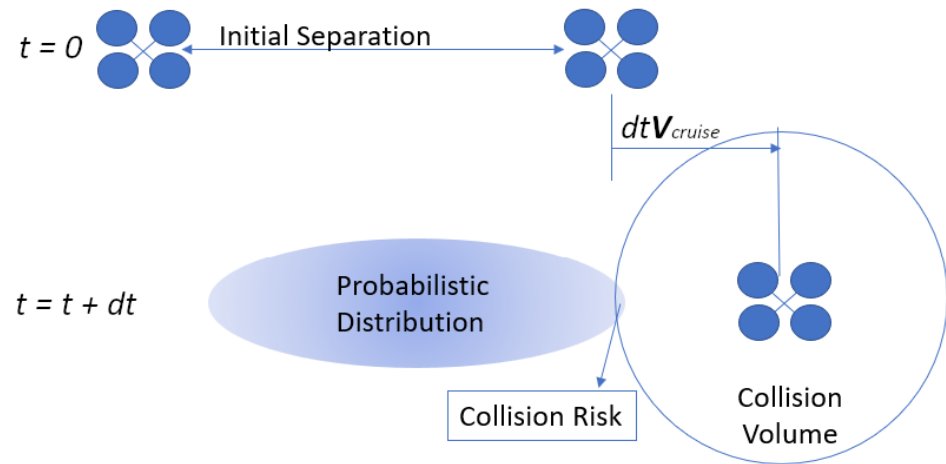 t = 0
Initial Separation
dtVcruise
t = t + dt
Probabilistic
Distribution
Collision Risk
Collision
Volume